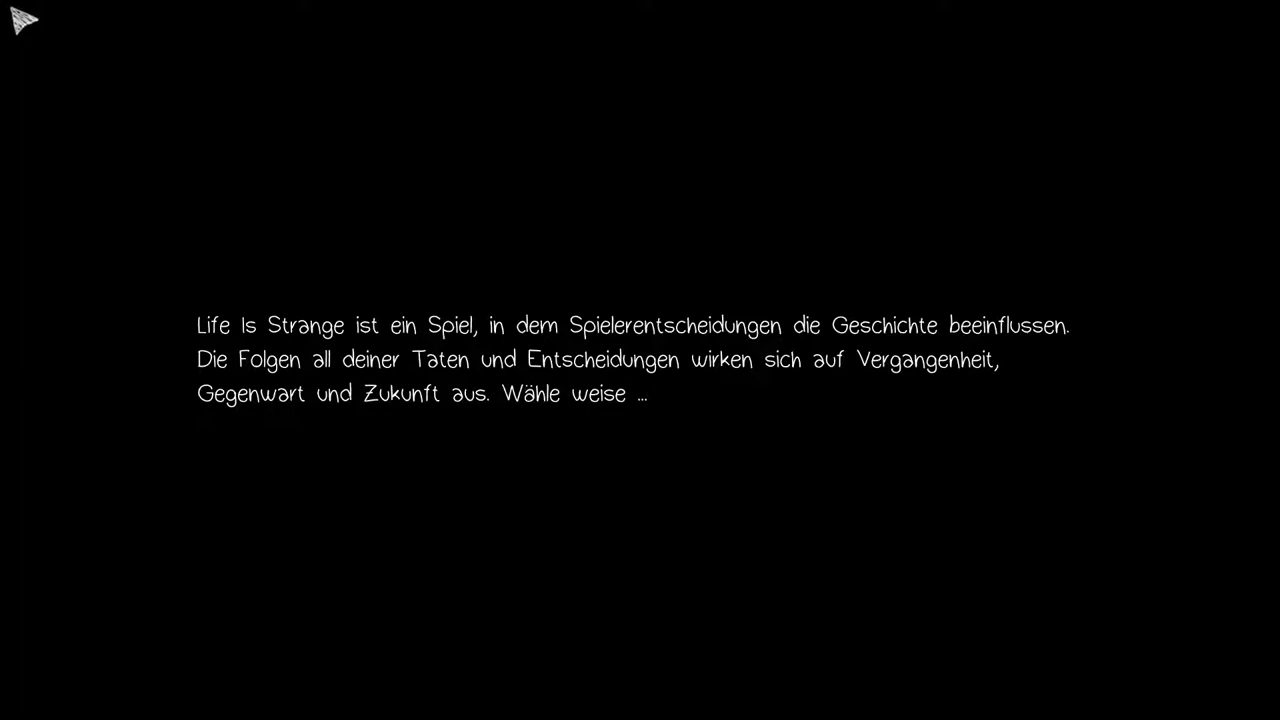 Life Is Strange ist ein Spiel, in dem Spielerentscheidungen die Geschichte beeinflussen.
Die Folgen all deiner Taten und Entscheidungen wirken sich auf Vergangenheit,
Gegenwart und Zukunft aus. Wähle weise ...